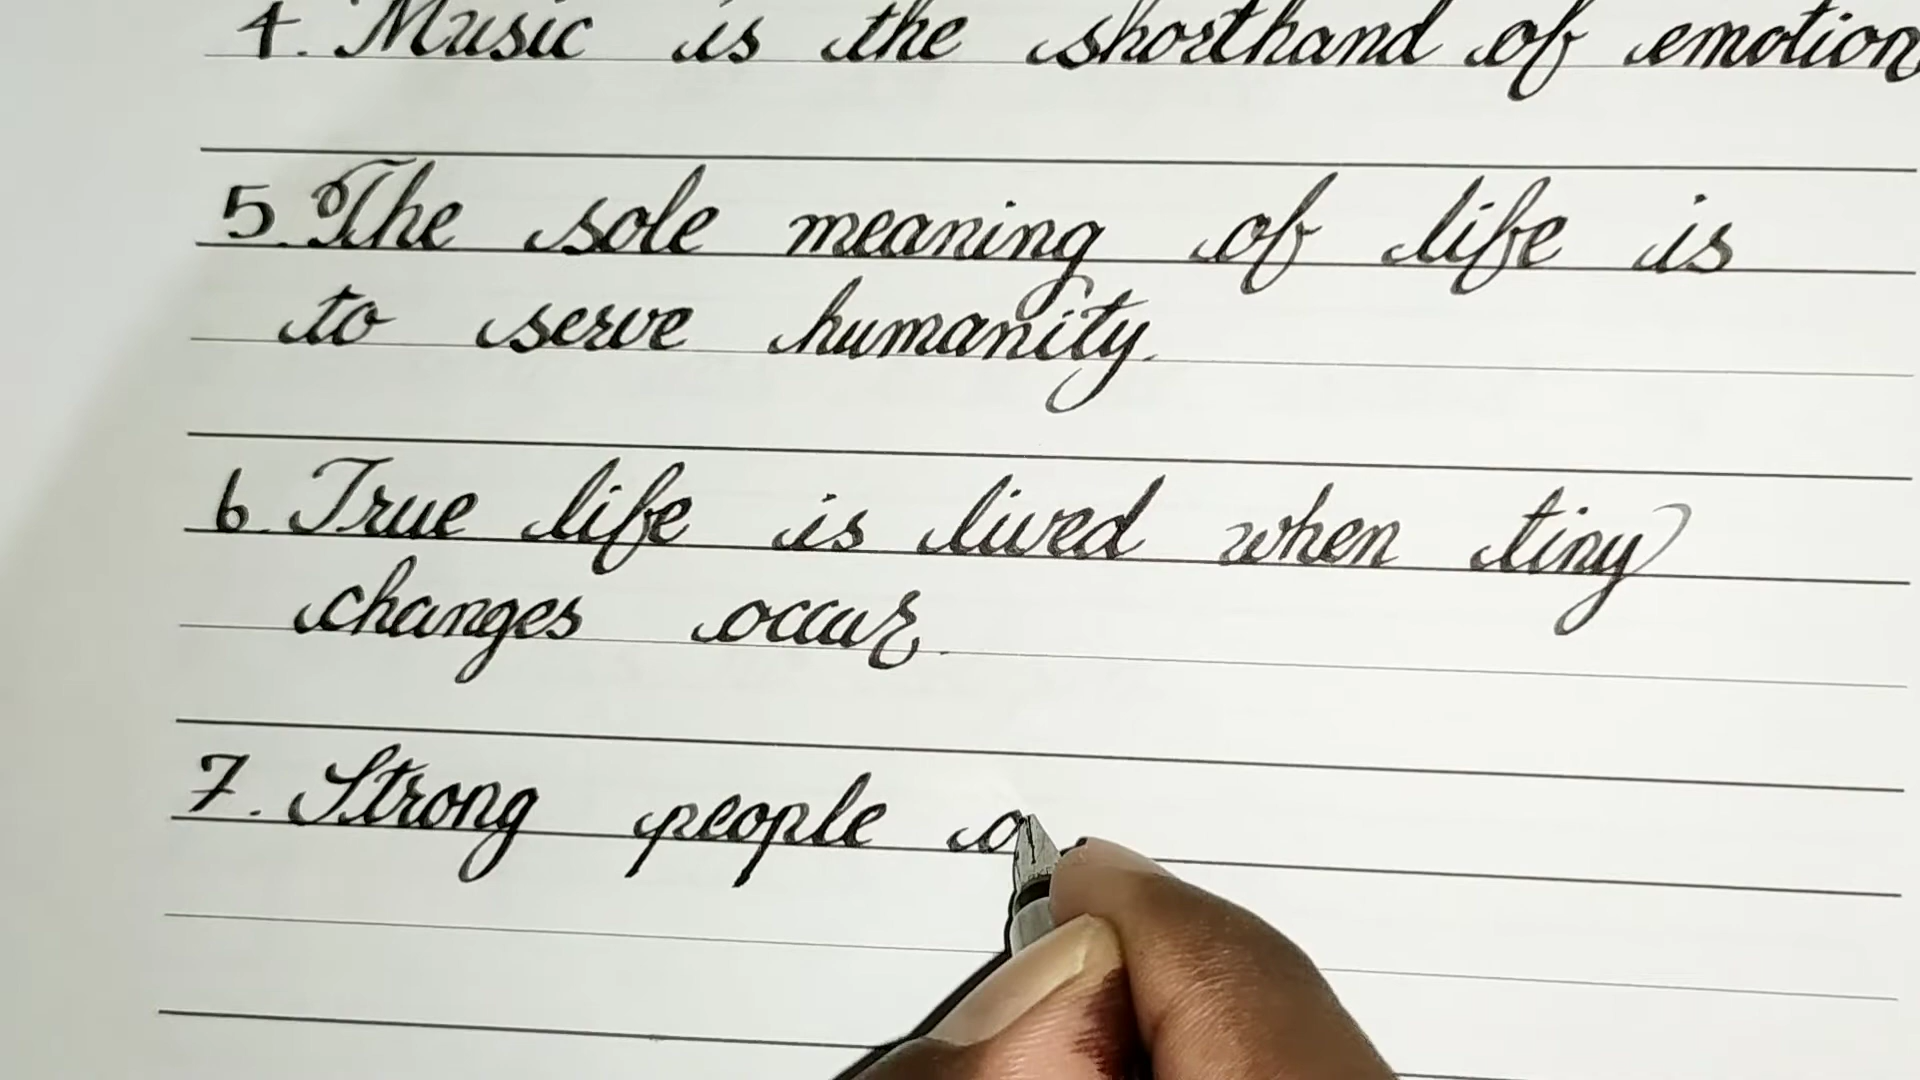 4. Music is the shorthand of emotion
5. The sole meaning of life is
to serve humanity.
6. True life is lived when tiny
changes occur.
7. Strong people